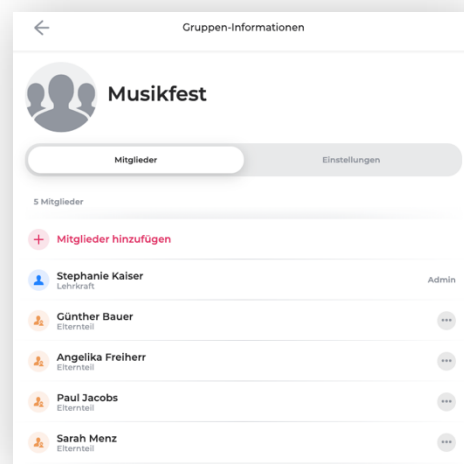 Gruppen-Informationen
Musikfest
Mitglieder Einstellungen
5 Mitglieder
Mitglieder hinzufügen
Stephanie Kaiser Admin
Lehrkraft
Günther Bauer
Elternteil
Angelika Freiherr
Elternteil
Paul Jacobs
Elternteil
Sarah Menz
Elternteil